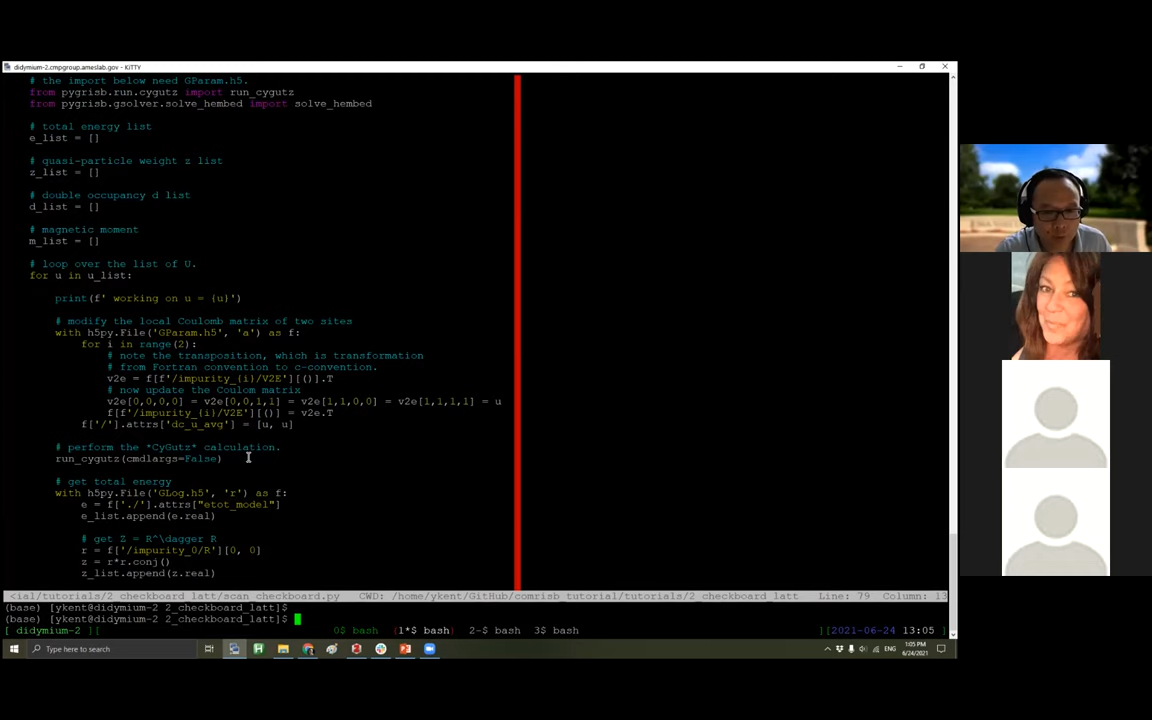 didymium-2.cmpgroup.ameslab.gov - KiTTY
# the import below need GParam.h5.
from pygrisb.run.cygutz import run_cygutz
from pygrisb.gsolver.solve_hembed import solve_hembed
# total energy list
e_list = []
# quasi-particle weight z list
z_list = []
# double occupancy d list
d_list = []
# magnetic moment
m_list = []
# loop over the list of U.
for u in u_list:
print(f' working on u = {u}')
# modify the local Coulomb matrix of two sites
with h5py.File('GParam.h5', 'a') as f:
for i in range(2):
# note the transposition, which is transformation
# from Fortran convention to c-convention.
v2e = f[f'/impurity_{i}/V2E'][()].T
# now update the Coulom matrix
v2e[0,0,0,0] = v2e[0,0,1,1] = v2e[1,1,0,0] = v2e[1,1,1,1] = u
f[f'/impurity_{i}/V2E'][()] = v2e.T
f['/'].attrs['dc_u_avg'] = [u, u]
# perform the *CyGutz* calculation.
run_cygutz(cmdlargs=False)
# get total energy
with h5py.File('GLog.h5', 'r') as f:
e = f['./'].attrs["etot_model"]
e_list.append(e.real)
# get Z = R^\dagger R
r = f['/impurity_0/R'][0, 0]
z = r*r.conj()
z_list.append(z.real)
<ial/tutorials/2_checkboard_latt/scan_checkboard.py CWD: /home/ykent/GitHub/comrisb_tutorial/tutorials/2_checkboard_latt Line: 79 Column: 13
(base) [ykent@didymium-2 2_checkboard_latt]$
(base) [ykent@didymium-2 2_checkboard_latt]$
[ didymium-2 ][ 0$ bash (1*$ bash) 2-$ bash 3$ bash ][2021-06-24 13:05 ]
Type here to search
ENG
1:05 PM
6/24/2021